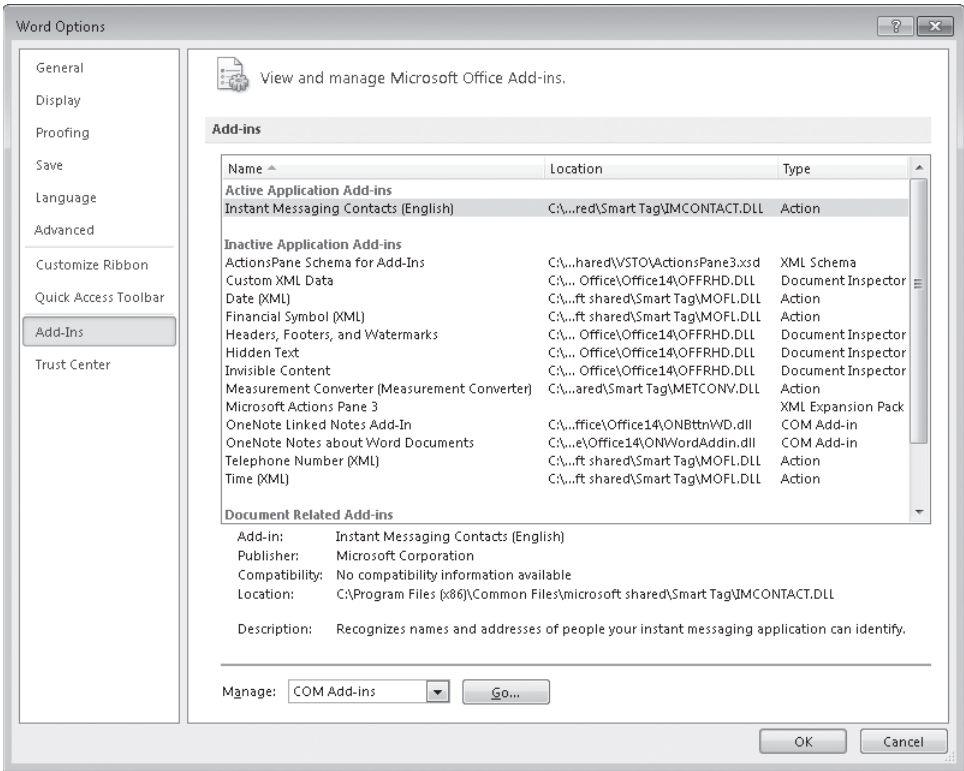 Word Options
General
Display
Proofing
Save
Language
Advanced
Customize Ribbon
Quick Access Toolbar
Add-Ins
Trust Center
View and manage Microsoft Office Add-ins.
Add-ins
Name Location Type
Active Application Add-ins
Instant Messaging Contacts (English) C:\...red\Smart Tag\IMCONTACT.DLL Action
Inactive Application Add-ins
ActionsPane Schema for Add-Ins C:\...hared\VSTO\ActionsPane3.xsd XML Schema
Custom XML Data C:\... Office\Office14\OFFRHD.DLL Document Inspector
Date (XML) C:\...ft shared\Smart Tag\MOFL.DLL Action
Financial Symbol (XML) C:\...ft shared\Smart Tag\MOFL.DLL Action
Headers, Footers, and Watermarks C:\... Office\Office14\OFFRHD.DLL Document Inspector
Hidden Text C:\... Office\Office14\OFFRHD.DLL Document Inspector
Invisible Content C:\... Office\Office14\OFFRHD.DLL Document Inspector
Measurement Converter (Measurement Converter) C:\...ared\Smart Tag\METCONV.DLL Action
Microsoft Actions Pane 3 XML Expansion Pack
OneNote Linked Notes Add-In C:\...ffice\Office14\ONBttnWD.dll COM Add-in
OneNote Notes about Word Documents C:\...e\Office14\ONWordAddin.dll COM Add-in
Telephone Number (XML) C:\...ft shared\Smart Tag\MOFL.DLL Action
Time (XML) C:\...ft shared\Smart Tag\MOFL.DLL Action
Document Related Add-ins
Add-in: Instant Messaging Contacts (English)
Publisher: Microsoft Corporation
Compatibility: No compatibility information available
Location: C:\Program Files (x86)\Common Files\microsoft shared\Smart Tag\IMCONTACT.DLL
Description: Recognizes names and addresses of people your instant messaging application can identify.
Manage: COM Add-ins Go...
OK Cancel